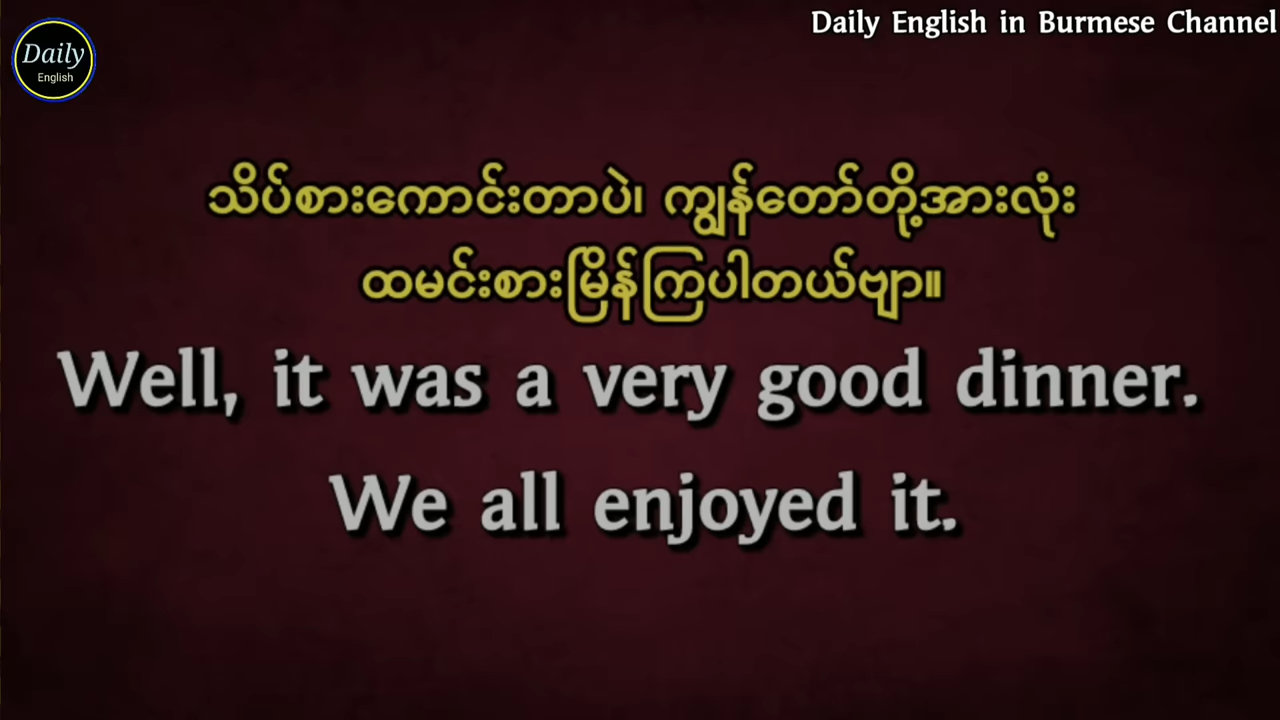 Daily English in Burmese Channel
Daily
English
သိပ်စားကောင်းတာပဲ၊ ကျွန်တော်တို့အားလုံး
ထမင်းစားမြိန်ကြပါတယ်ဗျာ။
Well, it was a very good dinner.
We all enjoyed it.